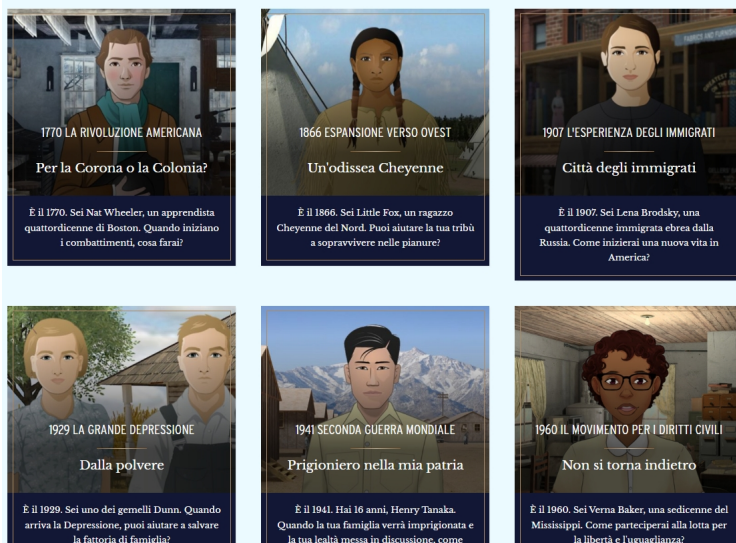 1770 LA RIVOLUZIONE AMERICANA
Per la Corona o la Colonia?
È il 1770. Sei Nat Wheeler, un apprendista
quattordicenne di Boston. Quando iniziano
i combattimenti, cosa farai?
1866 ESPANSIONE VERSO OVEST
Un'odissea Cheyenne
È il 1866. Sei Little Fox, un ragazzo
Cheyenne del Nord. Puoi aiutare la tua tribù
a sopravvivere nelle pianure?
FABRICS AND
1907 L'ESPERIENZA DEGLI IMMIGRATI
Città degli immigrati
È il 1907. Sei Lena Brodsky, una
quattordicenne immigrata ebrea dalla
Russia. Come inizierai una nuova vita in
America?
1929 LA GRANDE DEPRESSIONE
Dalla polvere
È il 1929. Sei uno dei gemelli Dunn. Quando
arriva la Depressione, puoi aiutare a salvare
la fattoria di famiglia?
1941 SECONDA GUERRA MONDIALE
Prigioniero nella mia patria
È il 1941. Hai 16 anni, Henry Tanaka.
Quando la tua famiglia verrà imprigionata e
la tua lealtà messa in discussione, come
1960 IL MOVIMENTO PER I DIRITTI CIVILI
Non si torna indietro
È il 1960. Sei Verna Baker, una sedicenne del
Mississippi. Come parteciperai alla lotta per
la libertà e l'uguaglianza?